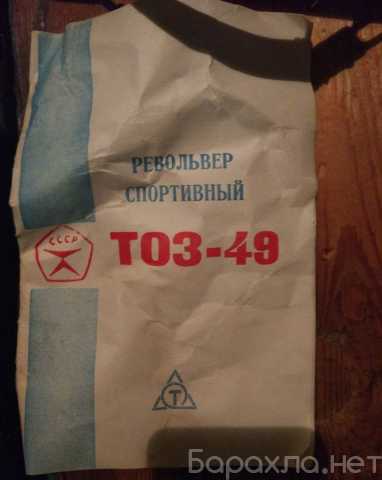 РЕВОЛЬВЕР
СПОРТИВНЫЙ
ТОЗ-49
СССР
Т
Барахла.нет